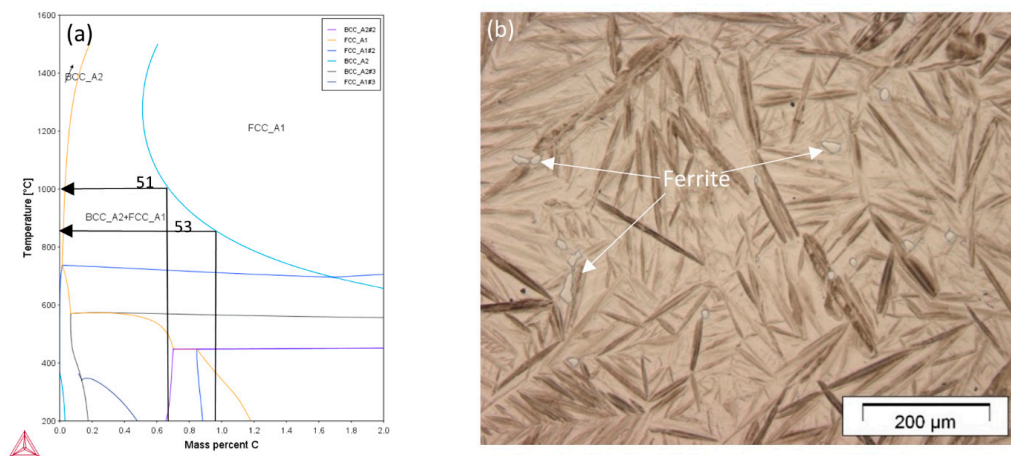 (a)
BCC_A2#2
FCC_A1
FCC_A1#2
BCC_A2
BCC_A2#3
FCC_A1#3
1600
1400
1200
1000
800
600
400
200
Temperature [°C]
BCC_A2
FCC_A1
51
BCC_A2+FCC_A1
53
0.0 0.2 0.4 0.6 0.8 1.0 1.2 1.4 1.6 1.8 2.0
Mass percent C
(b)
Ferrite
200 µm